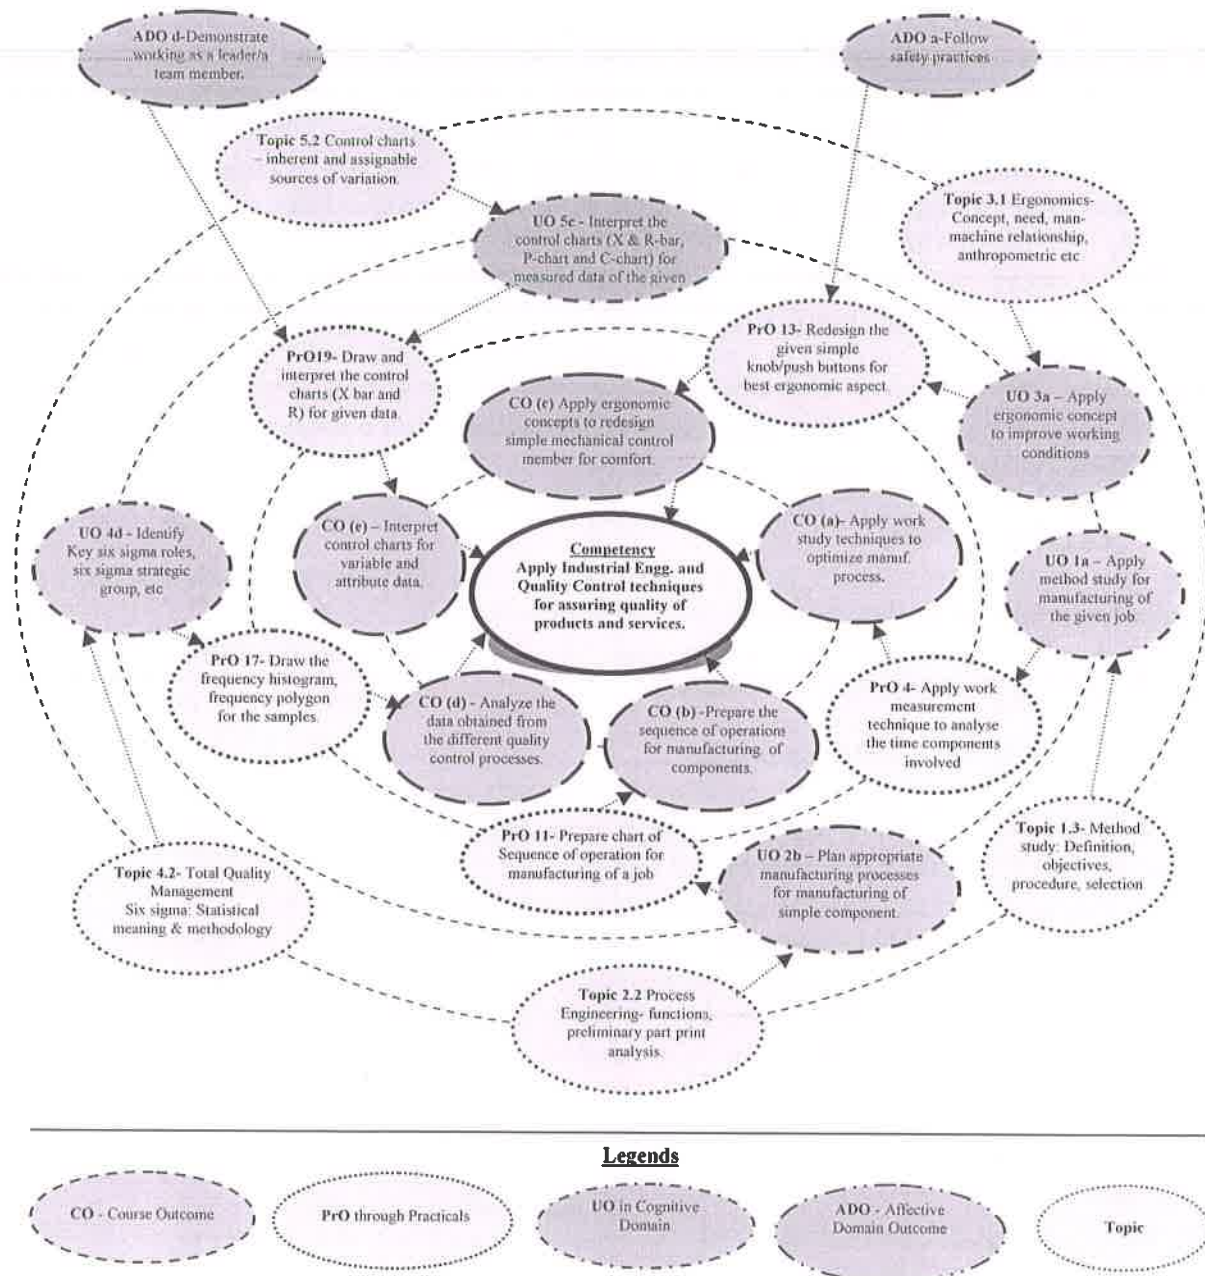 ADO d-Demonstrate
working as a leader/a
team member.
ADO a-Follow
safety practices
Topic 5.2 Control charts
– inherent and assignable
sources of variation.
UO 5c - Interpret the
control charts (X & R-bar,
P-chart and C-chart) for
measured data of the given
Topic 3.1 Ergonomics-
Concept, need, man-
machine relationship,
anthropometric etc
PrO19- Draw and
interpret the control
charts (X bar and
R) for given data.
PrO 13- Redesign the
given simple
knob/push buttons for
best ergonomic aspect.
CO (c) Apply ergonomic
concepts to redesign
simple mechanical control
member for comfort.
UO 3a – Apply
ergonomic concept
to improve working
conditions
UO 4d - Identify
Key six sigma roles,
six sigma strategic
group, etc
CO (e) – Interpret
control charts for
variable and
attribute data.
Competency
Apply Industrial Engg. and
Quality Control techniques
for assuring quality of
products and services.
CO (a)- Apply work
study techniques to
optimize manuf.
process.
UO 1a – Apply
method study for
manufacturing of
the given job.
PrO 17- Draw the
frequency histogram,
frequency polygon
for the samples.
CO (d) - Analyze the
data obtained from
the different quality
control processes.
CO (b) -Prepare the
sequence of operations
for manufacturing of
components.
PrO 4- Apply work
measurement
technique to analyse
the time components
involved
PrO 11- Prepare chart of
Sequence of operation for
manufacturing of a job
UO 2b – Plan appropriate
manufacturing processes
for manufacturing of
simple component.
Topic 1.3- Method
study: Definition,
objectives,
procedure, selection
Topic 4.2- Total Quality
Management
Six sigma: Statistical
meaning & methodology
Topic 2.2 Process
Engineering- functions,
preliminary part print
analysis.
Legends
CO - Course Outcome
PrO through Practicals
UO in Cognitive
Domain
ADO - Affective
Domain Outcome
Topic